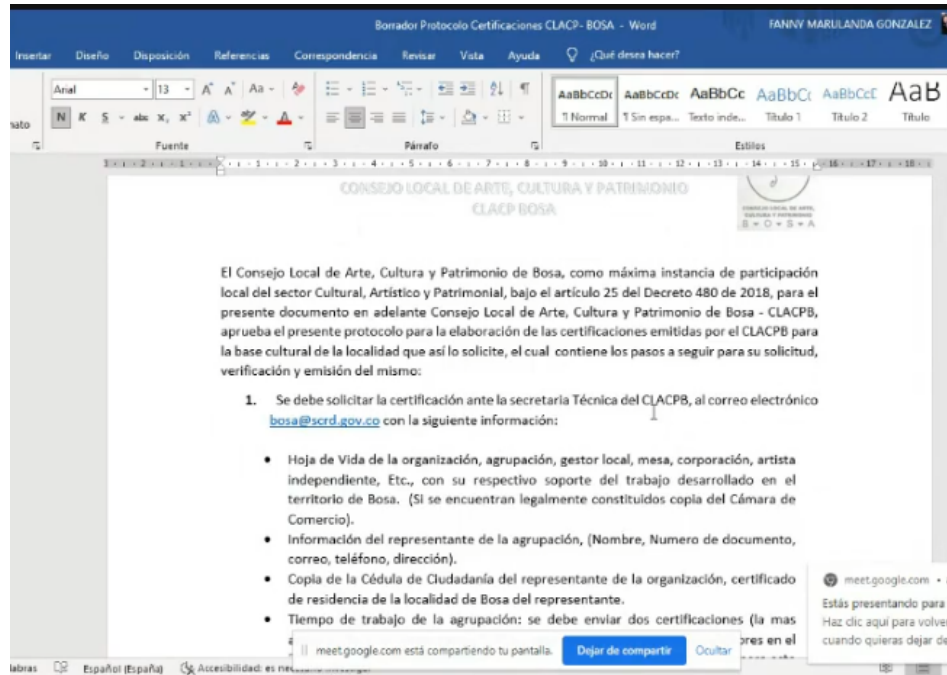 Borrador Protocolo Certificaciones CLACP- BOSA - Word
FANNY MARULANDA GONZALEZ
Insertar Diseño Disposición Referencias Correspondencia Revisar Vista Ayuda ¿Qué desea hacer?
Arial 13 Aa
N K S abc x, x²
AaBbCcDc AaBbCcDc AaBbCc AaBbCc AaBbCcD AaB
¶ Normal ¶ Sin espa... Texto inde... Título 1 Título 2 Título
Fuente Párrafo Estilos
CONSEJO LOCAL DE ARTE, CULTURA Y PATRIMONIO
CLACP BOSA
CONSEJO LOCAL DE ARTE,
CULTURA Y PATRIMONIO
B - O - S - A
El Consejo Local de Arte, Cultura y Patrimonio de Bosa, como máxima instancia de participación
local del sector Cultural, Artístico y Patrimonial, bajo el artículo 25 del Decreto 480 de 2018, para el
presente documento en adelante Consejo Local de Arte, Cultura y Patrimonio de Bosa - CLACPB,
aprueba el presente protocolo para la elaboración de las certificaciones emitidas por el CLACPB para
la base cultural de la localidad que así lo solicite, el cual contiene los pasos a seguir para su solicitud,
verificación y emisión del mismo:
1. Se debe solicitar la certificación ante la secretaria Técnica del CLACPB, al correo electrónico
bosa@scrd.gov.co con la siguiente información:
• Hoja de Vida de la organización, agrupación, gestor local, mesa, corporación, artista
independiente, Etc., con su respectivo soporte del trabajo desarrollado en el
territorio de Bosa. (Si se encuentran legalmente constituidos copia del Cámara de
Comercio).
• Información del representante de la agrupación, (Nombre, Numero de documento,
correo, teléfono, dirección).
• Copia de la Cédula de Ciudadanía del representante de la organización, certificado
de residencia de la localidad de Bosa del representante.
• Tiempo de trabajo de la agrupación: se debe enviar dos certificaciones (la mas
en el
meet.google.com
Estás presentando para
Haz clic aquí para volve
cuando quieras dejar de
meet.google.com está compartiendo tu pantalla. Dejar de compartir Ocultar
Español (España) Accesibilidad: es